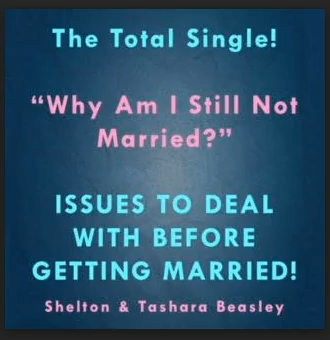 The Total Single!
“Why Am I Still Not
Married?”
ISSUES TO DEAL
WITH BEFORE
GETTING MARRIED!
Shelton & Tashara Beasley